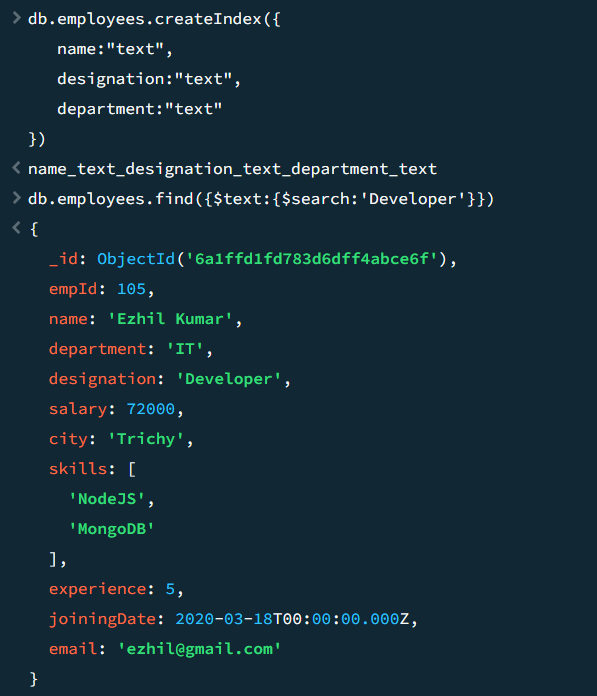 db.employees.createIndex({
name:"text",
designation:"text",
department:"text"
})
name_text_designation_text_department_text
db.employees.find({$text:{$search:'Developer'}})
{
_id: ObjectId('6a1ffd1fd783d6dff4abce6f'),
empId: 105,
name: 'Ezhil Kumar',
department: 'IT',
designation: 'Developer',
salary: 72000,
city: 'Trichy',
skills: [
'NodeJS',
'MongoDB'
],
experience: 5,
joiningDate: 2020-03-18T00:00:00.000Z,
email: 'ezhil@gmail.com'
}